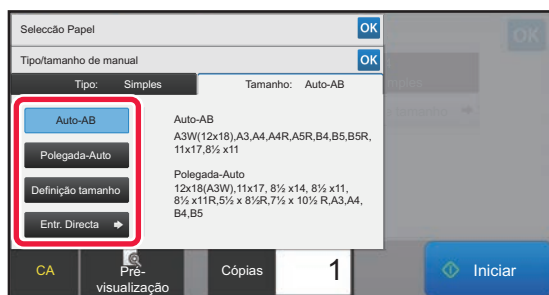 Selecção Papel
OK
OK
Tipo/tamanho de manual
OK
Tipo: Simples
Tamanho: Auto-AB
Auto-AB
Polegada-Auto
Definição tamanho
Entr. Directa
Auto-AB
A3W(12x18),A3,A4,A4R,A5R,B4,B5,B5R,
11x17,8½ x11
Polegada-Auto
12x18(A3W),11x17, 8½ x14, 8½ x11,
8½ x11R,5½ x 8½R,7½ x 10½ R,A3,A4,
B4,B5
CA
Pré-
visualização
Cópias
1
Iniciar